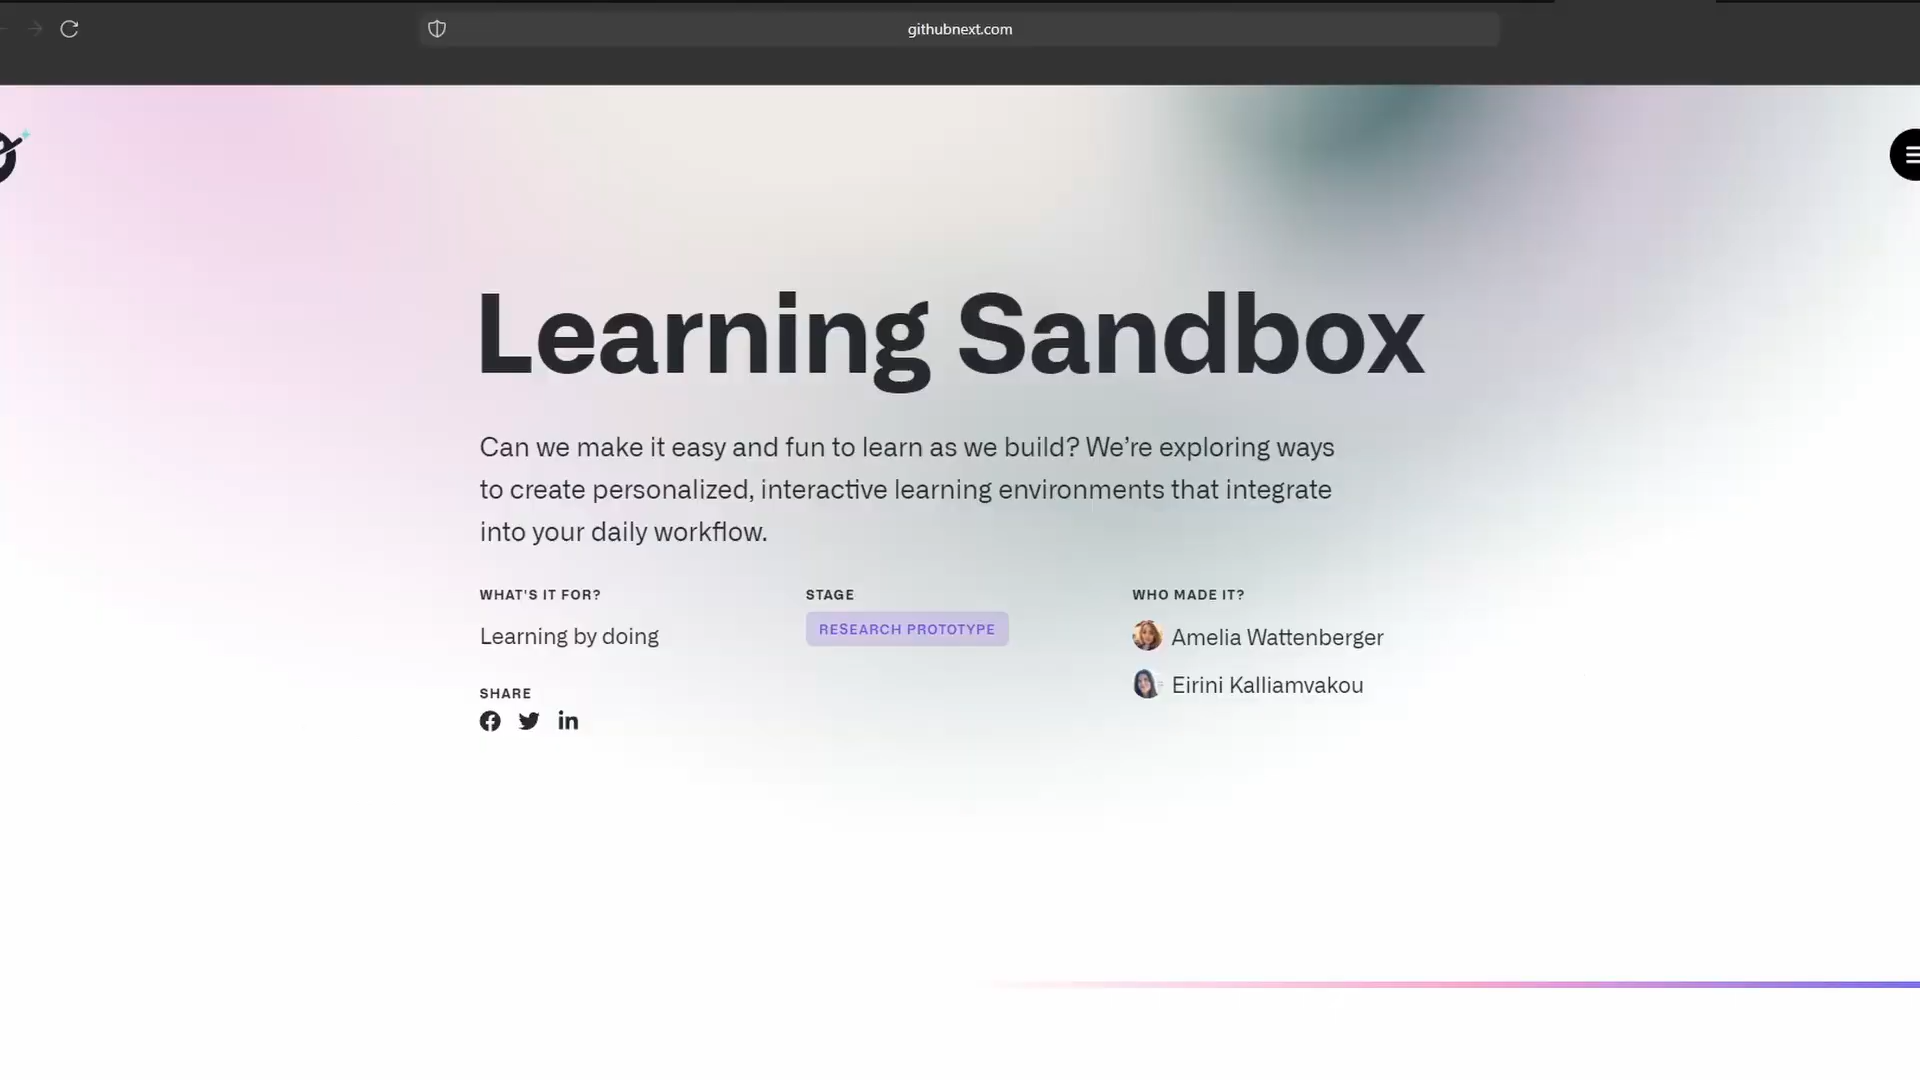 githubnext.com
Learning Sandbox
Can we make it easy and fun to learn as we build? We’re exploring ways
to create personalized, interactive learning environments that integrate
into your daily workflow.
WHAT'S IT FOR?
Learning by doing
STAGE
RESEARCH PROTOTYPE
WHO MADE IT?
Amelia Wattenberger
Eirini Kalliamvakou
SHARE